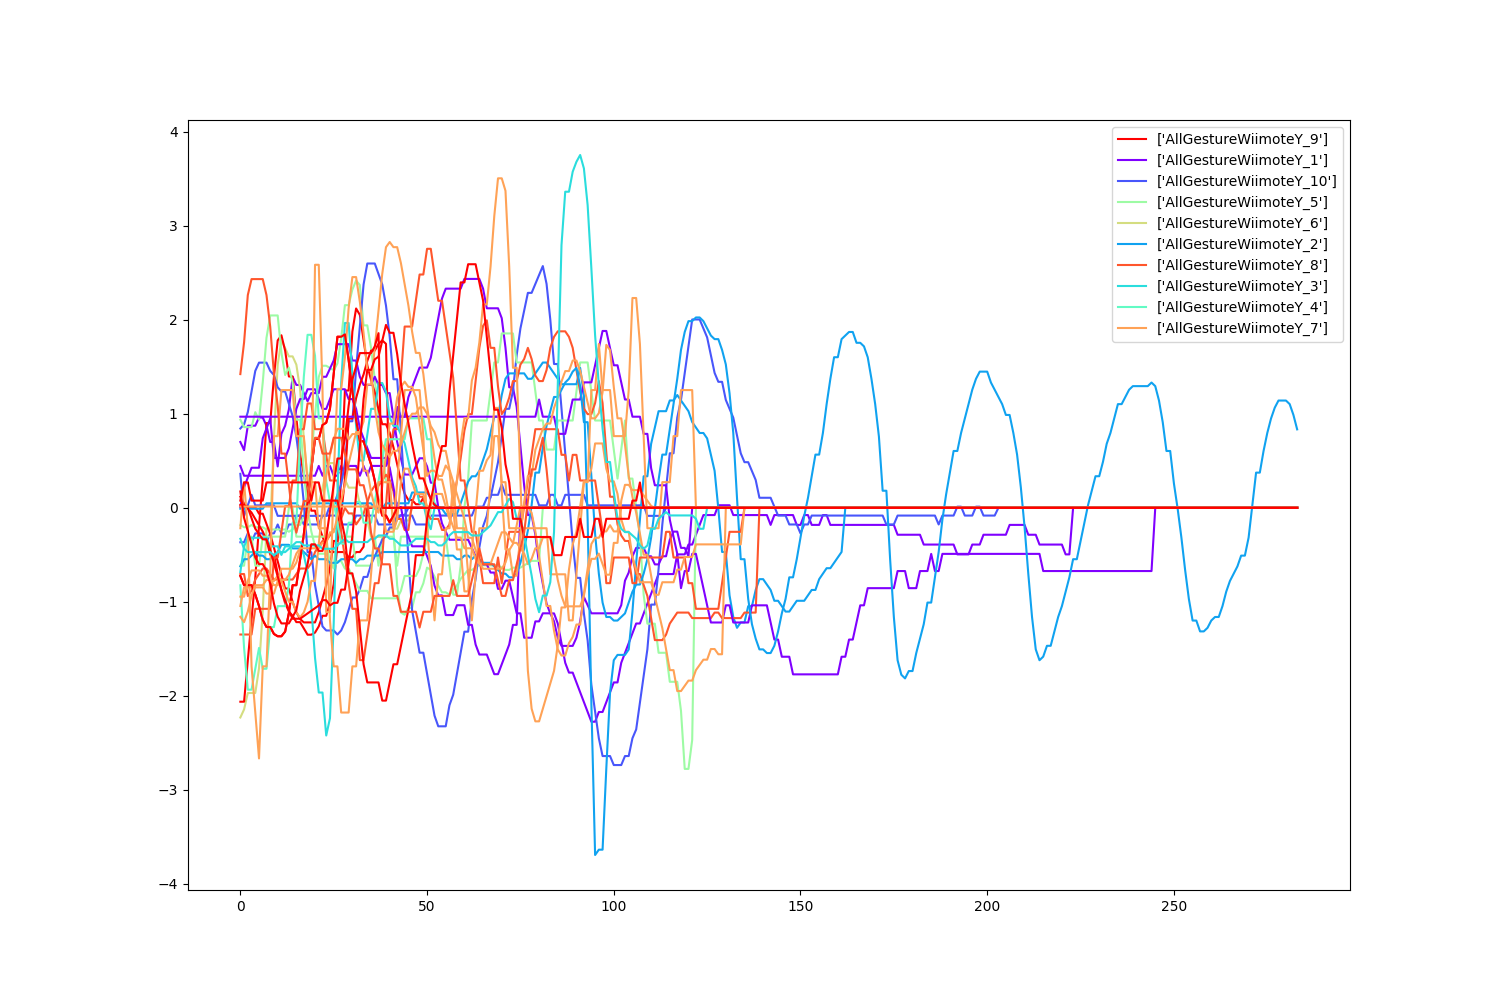 4
3
2
1
0
−1
−2
−3
−4
0 50 100 150 200 250
['AllGestureWiimoteY_9']
['AllGestureWiimoteY_1']
['AllGestureWiimoteY_10']
['AllGestureWiimoteY_5']
['AllGestureWiimoteY_6']
['AllGestureWiimoteY_2']
['AllGestureWiimoteY_8']
['AllGestureWiimoteY_3']
['AllGestureWiimoteY_4']
['AllGestureWiimoteY_7']